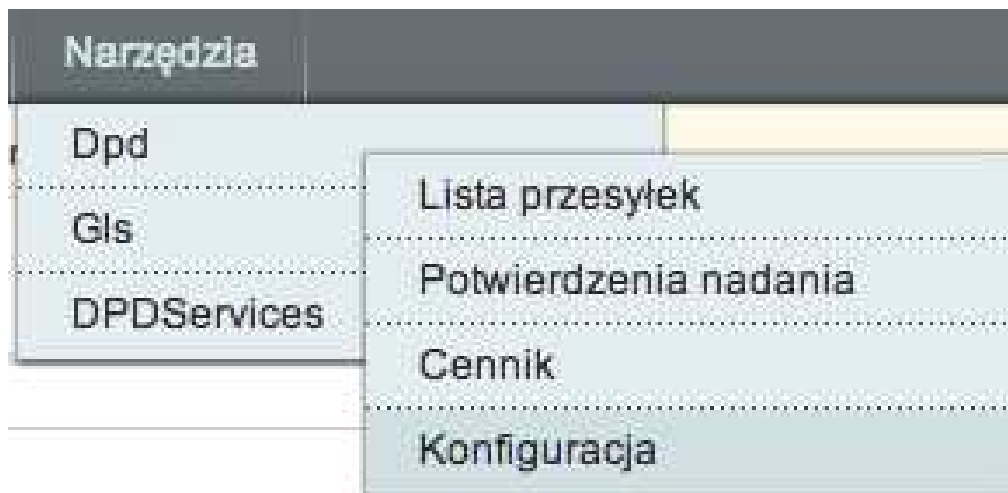 Narzędzia
Dpd
Gls
DPDServices
Lista przesyłek
Potwierdzenia nadania
Cennik
Konfiguracja